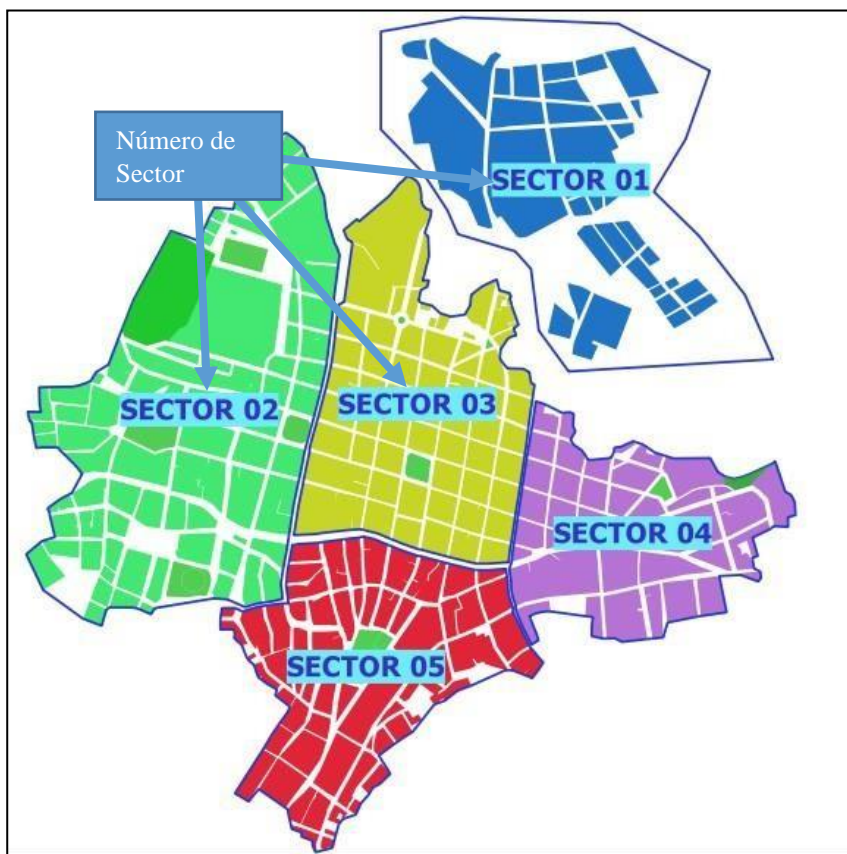 Número de
Sector
SECTOR 01
SECTOR 02
SECTOR 03
SECTOR 04
SECTOR 05